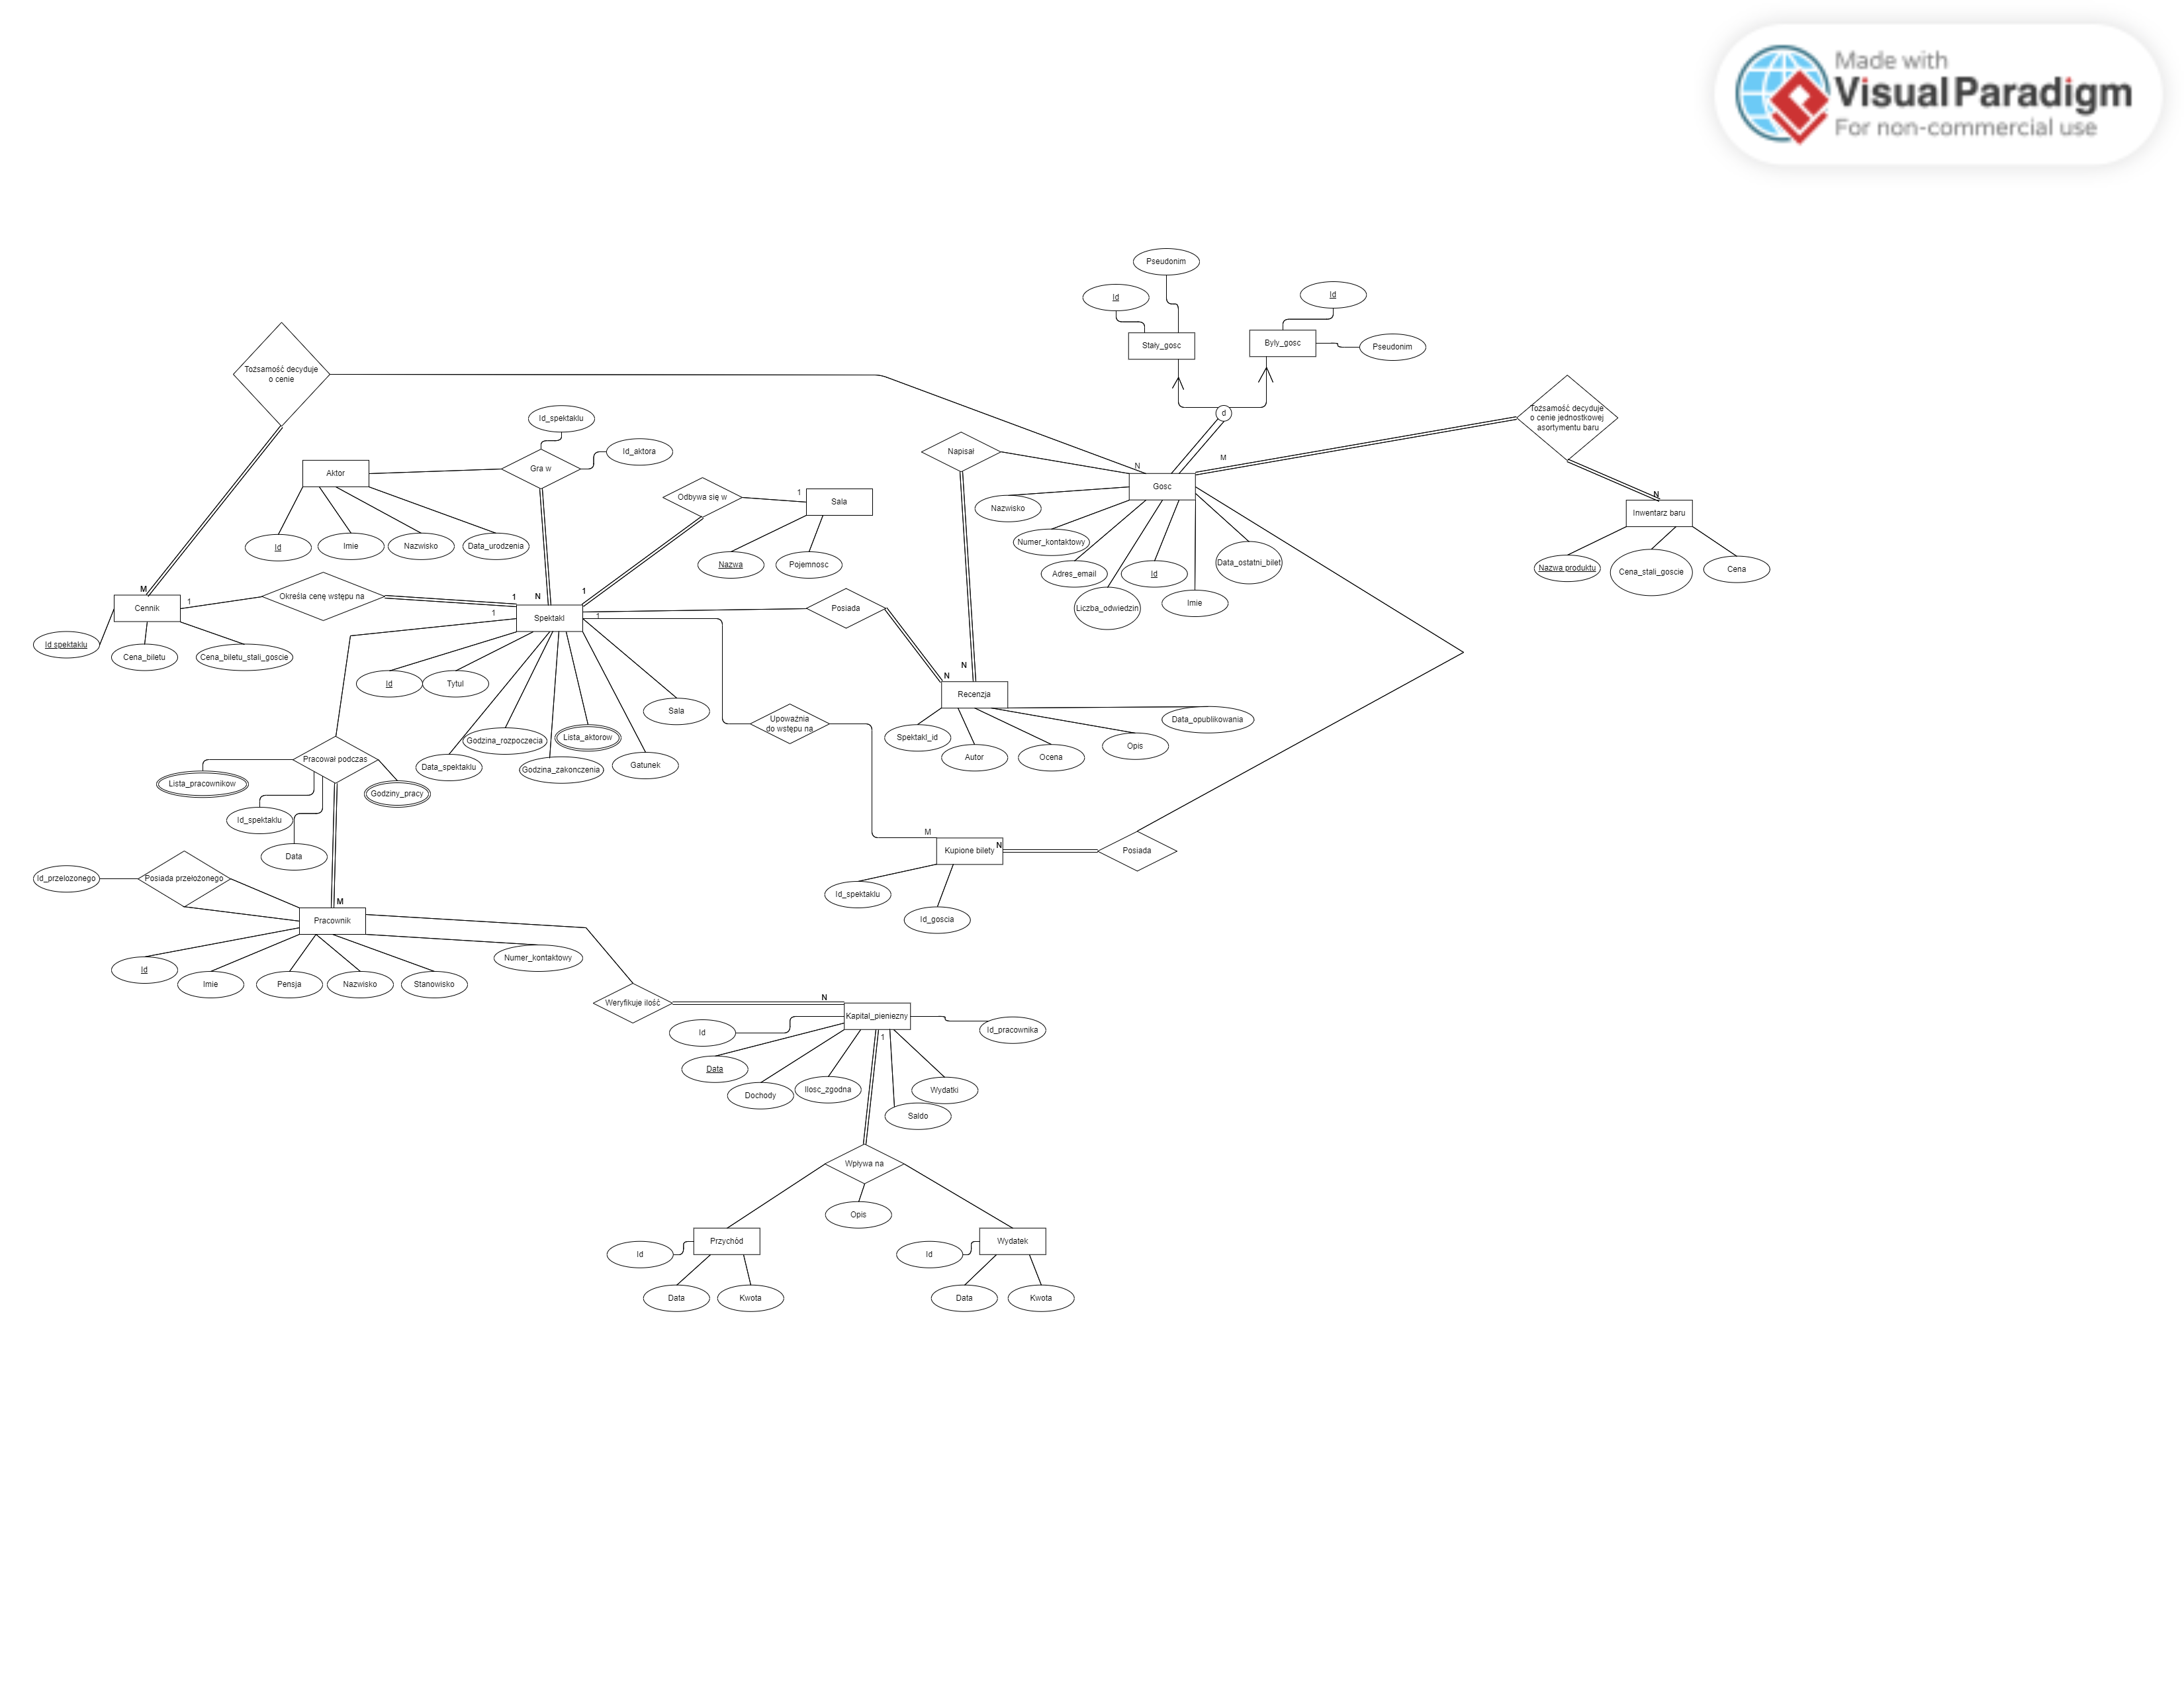 Made with
Visual Paradigm
For non-commercial use
Pseudonim
Id
Id
Stały_gosc
Byly_gosc
Pseudonim
Tożsamość decyduje
o cenie
d
Tożsamość decyduje
o cenie jednostkowej
asortymentu baru
Id_spektaklu
Id_aktora
Napisał
M
N
Aktor
Gra w
Gosc
Odbywa się w
1
Sala
N
Inwentarz baru
Nazwisko
Numer_kontaktowy
Adres_email
Id
Data_ostatni_bilet
Liczba_odwiedzin
Imie
Nazwa produktu
Cena_stali_goscie
Cena
Id
Imie
Nazwisko
Data_urodzenia
Nazwa
Pojemnosc
M
Cennik
1
Określa cenę wstępu na
1
N
1
1
Spektakl
1
Posiada
Id spektaklu
Cena_biletu
Cena_biletu_stali_goscie
N
N
Recenzja
Id
Tytul
Sala
Godzina_rozpoczecia
Lista_aktorow
Data_spektaklu
Godzina_zakonczenia
Gatunek
Upoważnia
do wstępu na
Spektakl_id
Autor
Ocena
Opis
Data_opublikowania
Pracował podczas
Lista_pracownikow
Godziny_pracy
Id_spektaklu
Data
M
Kupione bilety
N
Posiada
Id_przelozonego
Posiada przełożonego
Id_spektaklu
Id_goscia
M
Pracownik
Id
Imie
Pensja
Nazwisko
Stanowisko
Numer_kontaktowy
Weryfikuje ilość
N
Kapital_pieniezny
Id
1
Id_pracownika
Data
Dochody
Ilosc_zgodna
Wydatki
Saldo
Wpływa na
Opis
Przychód
Id
Data
Kwota
Wydatek
Id
Data
Kwota